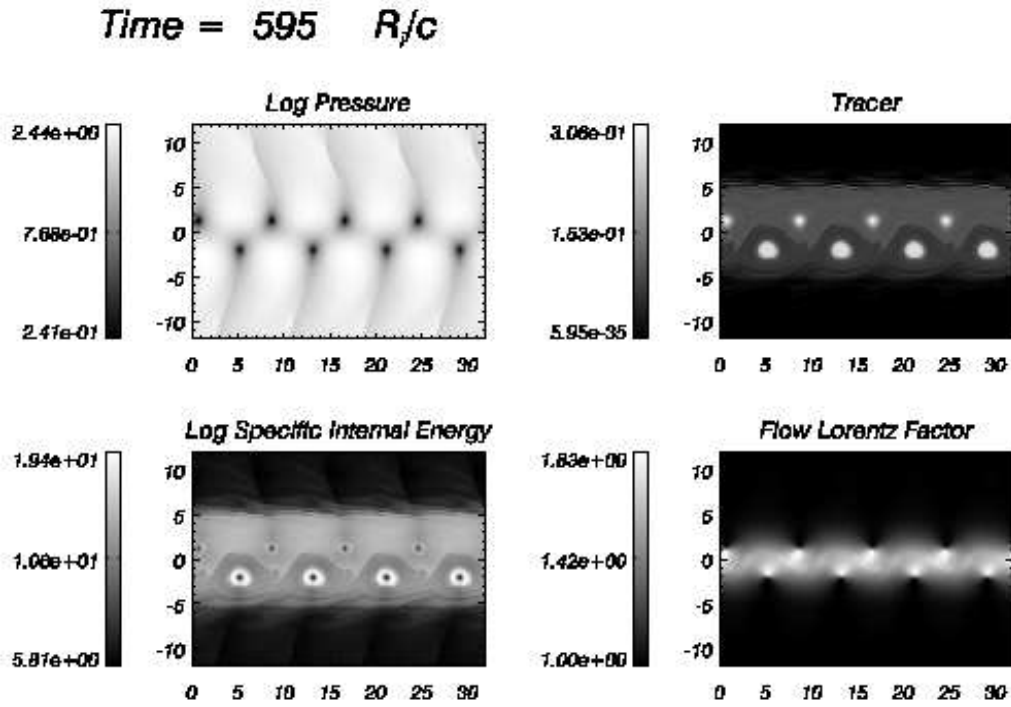 Time = 595 Rj/c
Log Pressure
2.44e+00
7.68e-01
2.41e-01
10
5
0
-5
-10
0 5 10 15 20 25 30
Tracer
3.06e-01
1.53e-01
5.95e-35
10
5
0
-5
-10
0 5 10 15 20 25 30
Log Specific Internal Energy
1.94e+01
1.06e+01
5.81e+00
10
5
0
-5
-10
0 5 10 15 20 25 30
Flow Lorentz Factor
1.83e+00
1.42e+00
1.00e+00
10
5
0
-5
-10
0 5 10 15 20 25 30